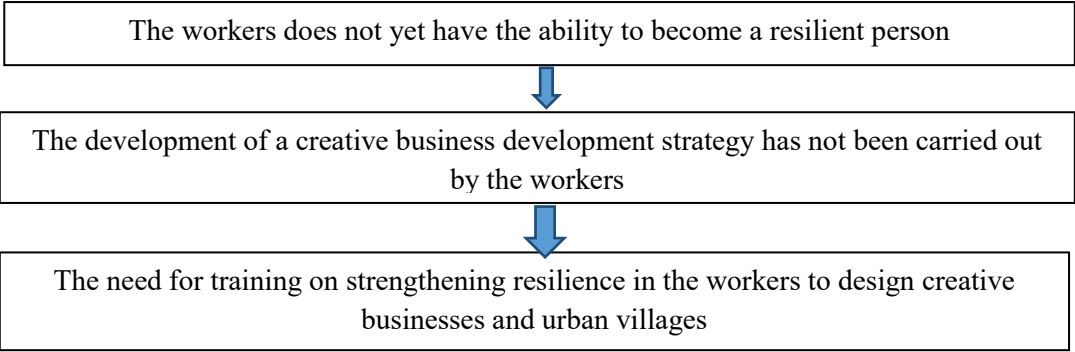 The workers does not yet have the ability to become a resilient person
The development of a creative business development strategy has not been carried out
by the workers
The need for training on strengthening resilience in the workers to design creative
businesses and urban villages